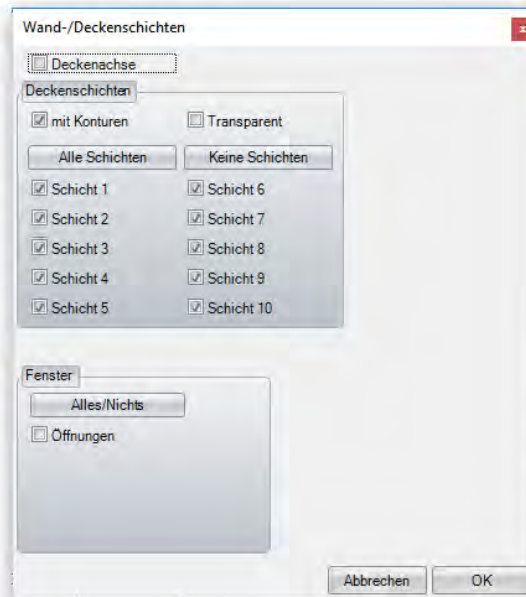 Wand-/Deckenschichten
x
Deckenachse
Deckenschichten
mit Konturen Transparent
Alle Schichten Keine Schichten
Schicht 1 Schicht 6
Schicht 2 Schicht 7
Schicht 3 Schicht 8
Schicht 4 Schicht 9
Schicht 5 Schicht 10
Fenster
Alles/Nichts
Öffnungen
Abbrechen OK